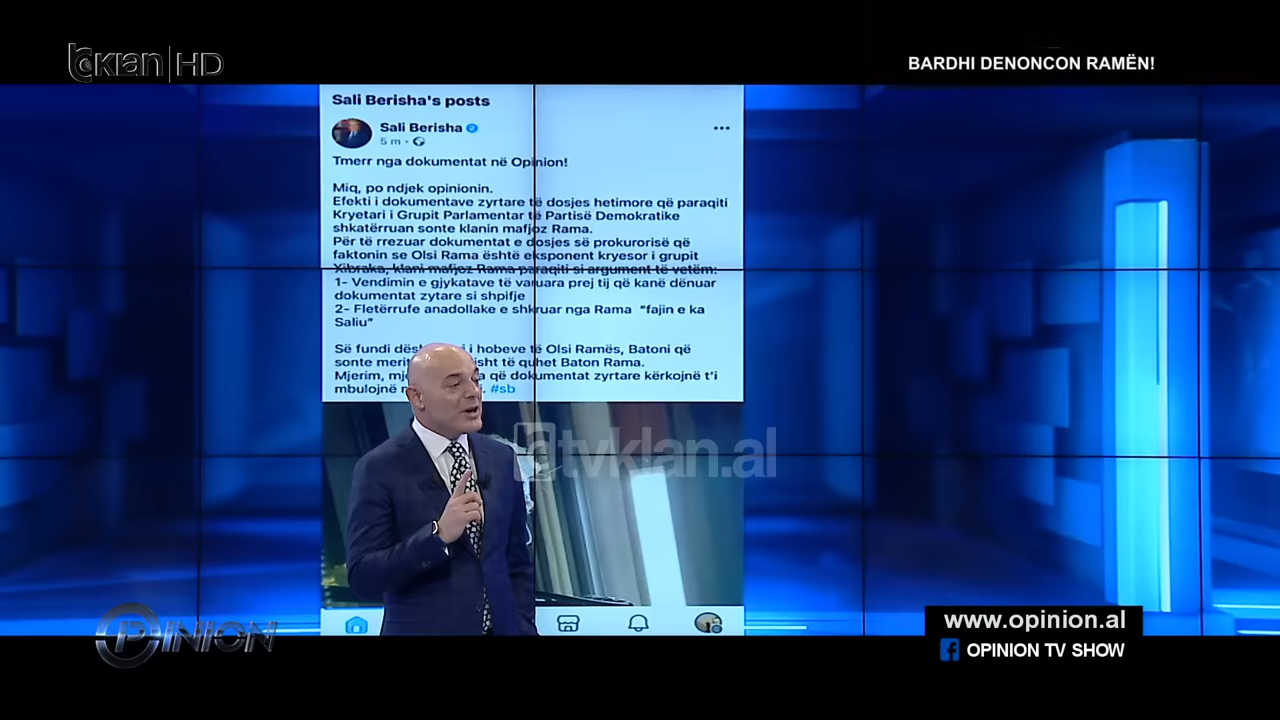 tvklan HD
BARDHI DENONCON RAMËN!
Sali Berisha's posts
Sali Berisha
5 m
Tmerr nga dokumentat në Opinion!
Miq, po ndjek opinionin.
Efekti i dokumentave zyrtare të dosjes hetimore që paraqiti
Kryetari i Grupit Parlamentar të Partisë Demokratike
shkatërruan sonte klanin mafjoz Rama.
Për të rrezuar dokumentat e dosjes së prokurorisë që
faktonin se Olsi Rama është eksponent kryesor i grupit
Xibraka, klani mafjoz Rama paraqiti si argument të vetëm:
1- Vendimin e gjykatave të varuara prej tij që kanë dënuar
dokumentat zytare si shpifje
2- Fletërrufe anadollake e shkruar nga Rama "fajin e ka
Saliu"
Së fundi i hobeve të Olsi Ramës, Batoni që
sonte të quhet Baton Rama.
Mjerim, që dokumentat zyrtare kërkojnë t'i
mbulojnë #sb
tvklan.al
OPINION
www.opinion.al
OPINION TV SHOW